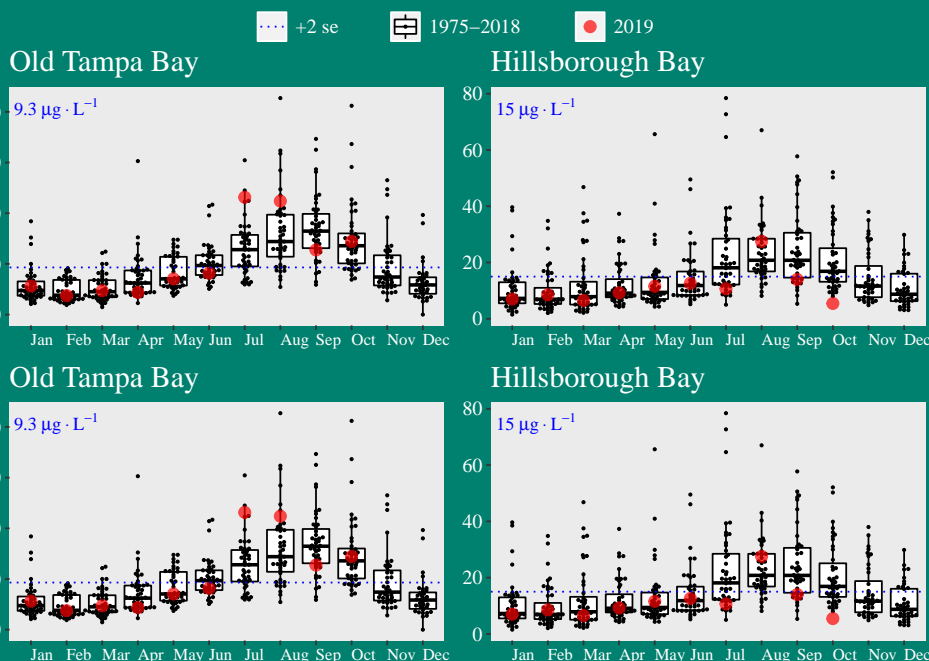 +2 se 1975–2018 2019
Old Tampa Bay Hillsborough Bay
9.3 µg · L⁻¹ 80 15 µg · L⁻¹
60
40
20
0
Jan Feb Mar Apr May Jun Jul Aug Sep Oct Nov Dec Jan Feb Mar Apr May Jun Jul Aug Sep Oct Nov Dec
Old Tampa Bay Hillsborough Bay
9.3 µg · L⁻¹ 80 15 µg · L⁻¹
60
40
20
0
Jan Feb Mar Apr May Jun Jul Aug Sep Oct Nov Dec Jan Feb Mar Apr May Jun Jul Aug Sep Oct Nov Dec